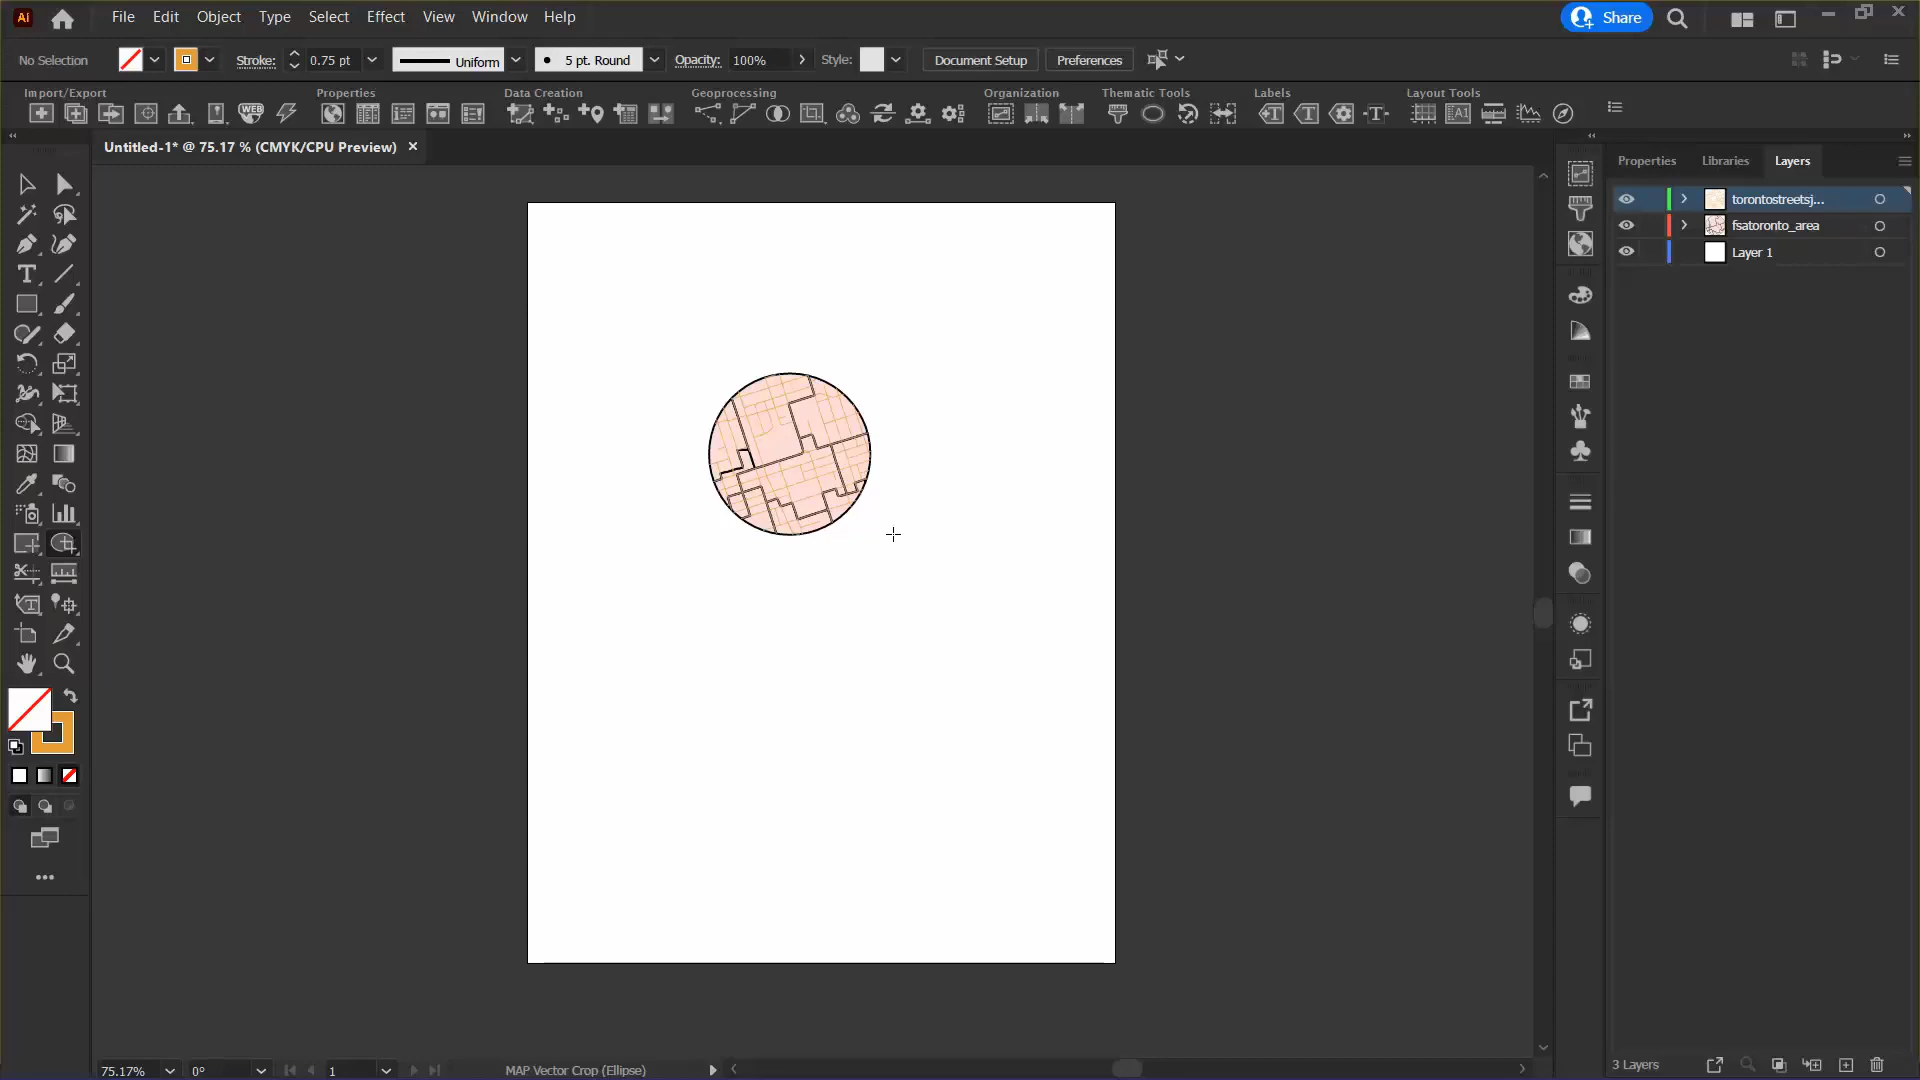 Ai File Edit Object Type Select Effect View Window Help Share
No Selection Stroke: 0.75 pt Uniform 5 pt. Round Opacity: 100% Style: Document Setup Preferences
Import/Export Properties Data Creation Geoprocessing Organization Thematic Tools Labels Layout Tools
Untitled-1* @ 75.17 % (CMYK/CPU Preview)
Properties Libraries Layers
torontostreetsj...
fsatoronto_area
Layer 1
3 Layers
75.17% 0° 1 MAP Vector Crop (Ellipse)